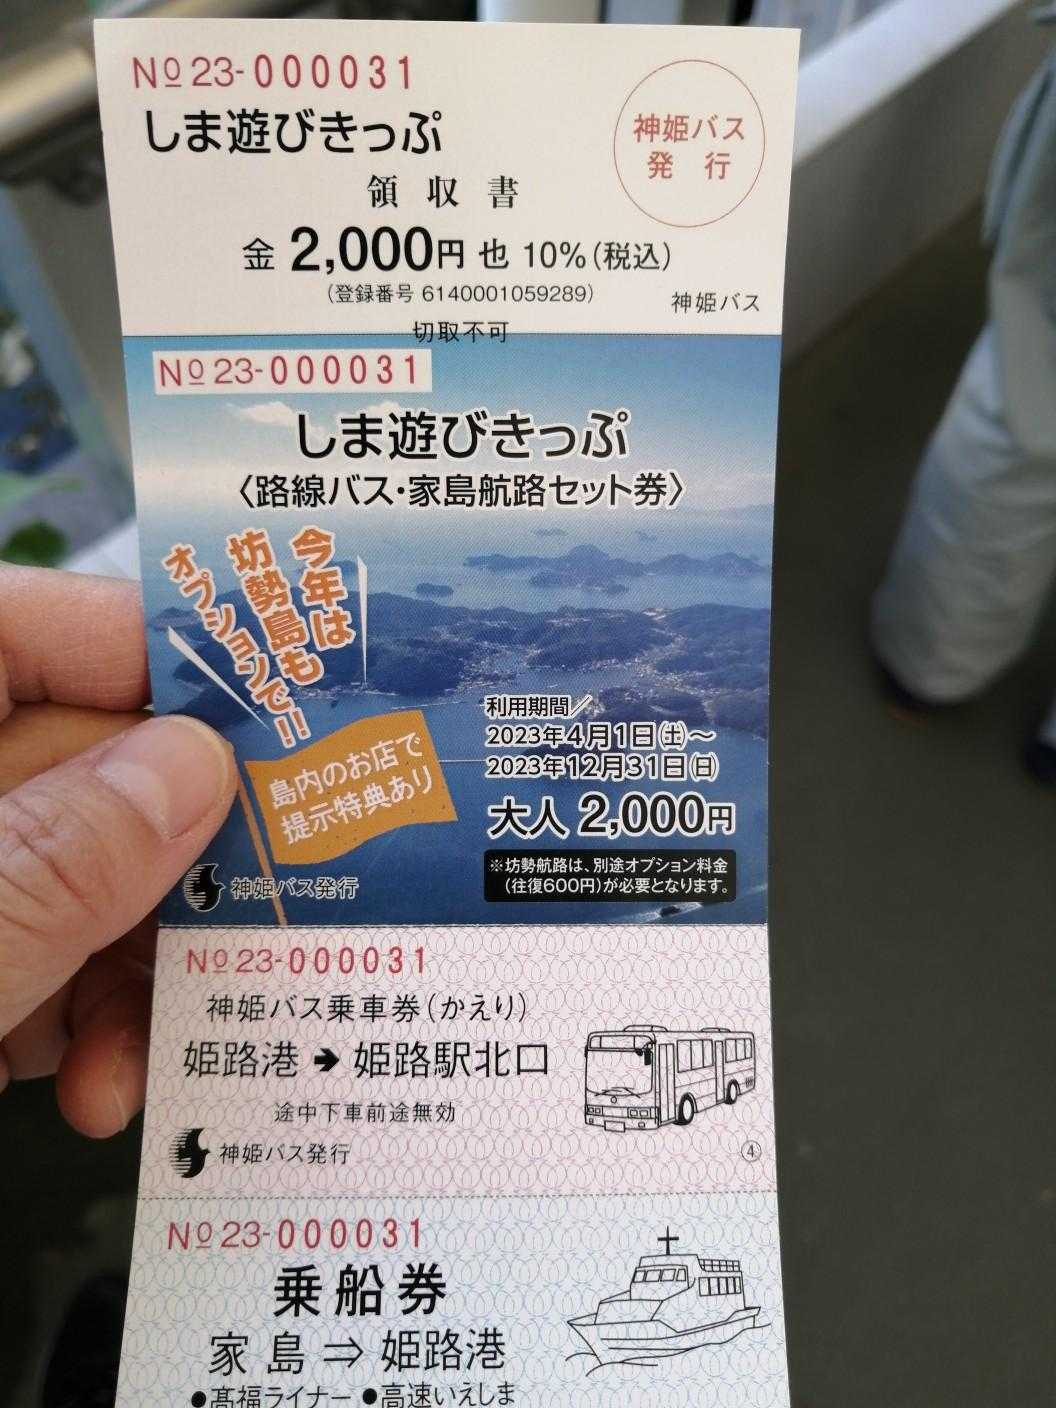 №23-000031
しま遊びきっぷ
神姫バス
発行
領収書
金 2,000円 也 10%(税込)
(登録番号 6140001059289)
神姫バス
切取不可
№23-000031
しま遊びきっぷ
〈路線バス・家島航路セット券〉
今年は
坊勢島も
オプションで!!
島内のお店で
提示特典あり
利用期間／
2023年4月1日(土)～
2023年12月31日(日)
大人 2,000円
※坊勢航路は、別途オプション料金
(往復600円)が必要となります。
神姫バス発行
№23-000031
神姫バス乗車券(かえり)
姫路港 ➔ 姫路駅北口
途中下車前途無効
神姫バス発行
④
№23-000031
乗船券
家島 ⇒ 姫路港
●髙福ライナー ●高速いえしま